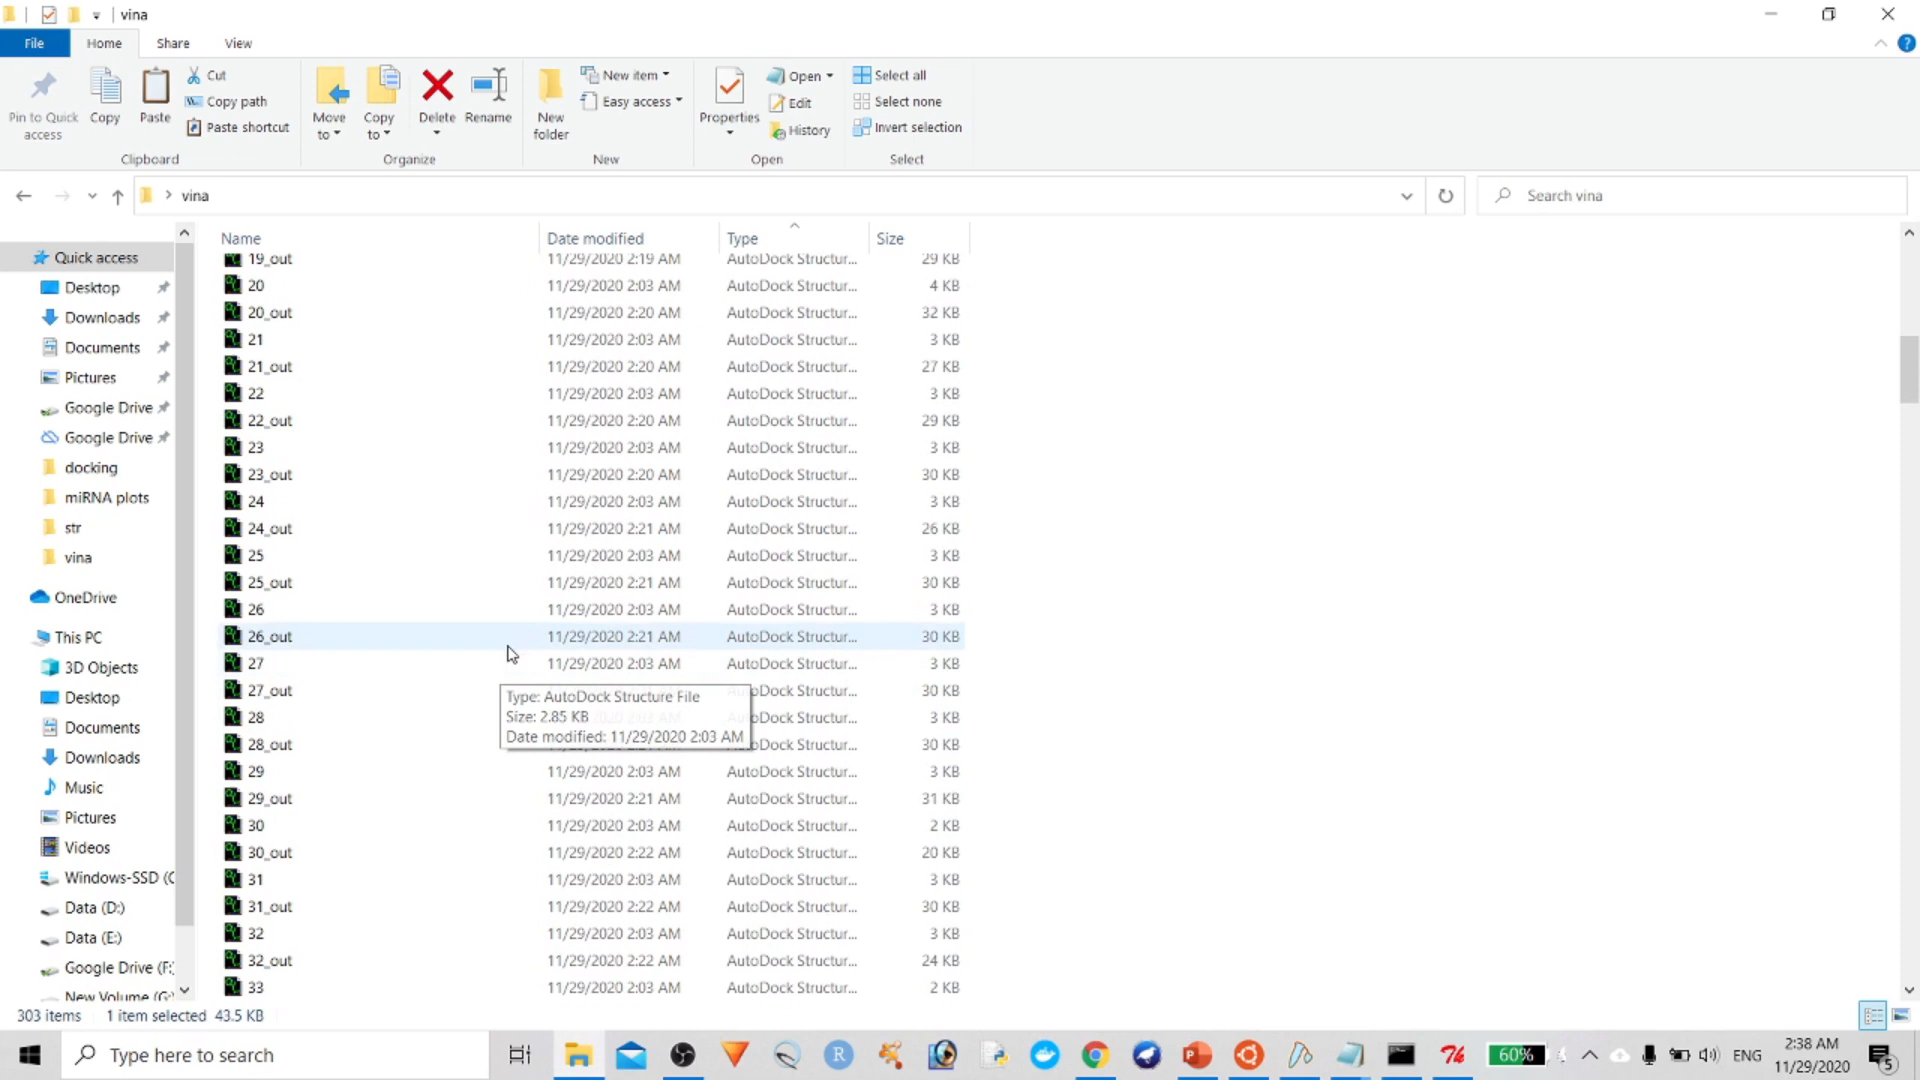 vina
File Home Share View
Pin to Quick access
Copy
Paste
Cut
Copy path
Paste shortcut
Clipboard
Move to
Copy to
Delete
Rename
Organize
New folder
New item
Easy access
New
Properties
Open
Edit
History
Open
Select all
Select none
Invert selection
Select
vina
Search vina
Name Date modified Type Size
Quick access
Desktop
Downloads
Documents
Pictures
Google Drive
Google Drive
docking
miRNA plots
str
vina
OneDrive
This PC
3D Objects
Desktop
Documents
Downloads
Music
Pictures
Videos
Windows-SSD (C
Data (D:)
Data (E:)
Google Drive (F:
New Volume (G:
19_out 11/29/2020 2:19 AM AutoDock Structur... 29 KB
20 11/29/2020 2:03 AM AutoDock Structur... 4 KB
20_out 11/29/2020 2:20 AM AutoDock Structur... 32 KB
21 11/29/2020 2:03 AM AutoDock Structur... 3 KB
21_out 11/29/2020 2:20 AM AutoDock Structur... 27 KB
22 11/29/2020 2:03 AM AutoDock Structur... 3 KB
22_out 11/29/2020 2:20 AM AutoDock Structur... 29 KB
23 11/29/2020 2:03 AM AutoDock Structur... 3 KB
23_out 11/29/2020 2:20 AM AutoDock Structur... 30 KB
24 11/29/2020 2:03 AM AutoDock Structur... 3 KB
24_out 11/29/2020 2:21 AM AutoDock Structur... 26 KB
25 11/29/2020 2:03 AM AutoDock Structur... 3 KB
25_out 11/29/2020 2:21 AM AutoDock Structur... 30 KB
26 11/29/2020 2:03 AM AutoDock Structur... 3 KB
26_out 11/29/2020 2:21 AM AutoDock Structur... 30 KB
27 11/29/2020 2:03 AM AutoDock Structur... 3 KB
27_out oDock Structur... 30 KB
28 oDock Structur... 3 KB
28_out oDock Structur... 30 KB
Type: AutoDock Structure File
Size: 2.85 KB
Date modified: 11/29/2020 2:03 AM
29 11/29/2020 2:03 AM AutoDock Structur... 3 KB
29_out 11/29/2020 2:21 AM AutoDock Structur... 31 KB
30 11/29/2020 2:03 AM AutoDock Structur... 2 KB
30_out 11/29/2020 2:22 AM AutoDock Structur... 20 KB
31 11/29/2020 2:03 AM AutoDock Structur... 3 KB
31_out 11/29/2020 2:22 AM AutoDock Structur... 30 KB
32 11/29/2020 2:03 AM AutoDock Structur... 3 KB
32_out 11/29/2020 2:22 AM AutoDock Structur... 24 KB
33 11/29/2020 2:03 AM AutoDock Structur... 2 KB
303 items 1 item selected 43.5 KB
Type here to search
60%
ENG
2:38 AM
11/29/2020
5